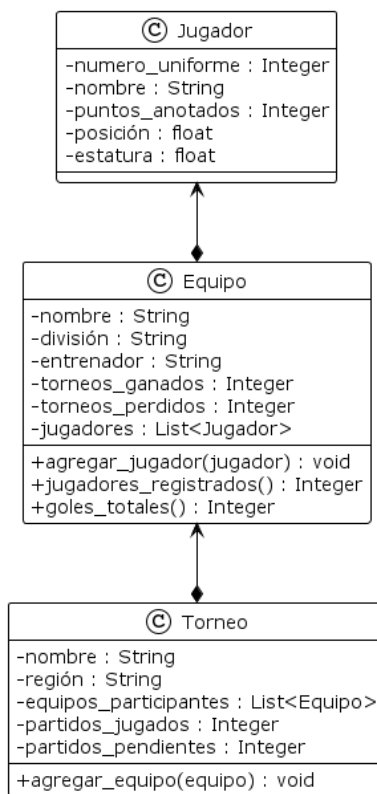 C Jugador
-numero_uniforme : Integer
-nombre : String
-puntos_anotados : Integer
-posición : float
-estatura : float
C Equipo
-nombre : String
-división : String
-entrenador : String
-torneos_ganados : Integer
-torneos_perdidos : Integer
-jugadores : List<Jugador>
+agregar_jugador(jugador) : void
+jugadores_registrados() : Integer
+goles_totales() : Integer
C Torneo
-nombre : String
-región : String
-equipos_participantes : List<Equipo>
-partidos_jugados : Integer
-partidos_pendientes : Integer
+agregar_equipo(equipo) : void